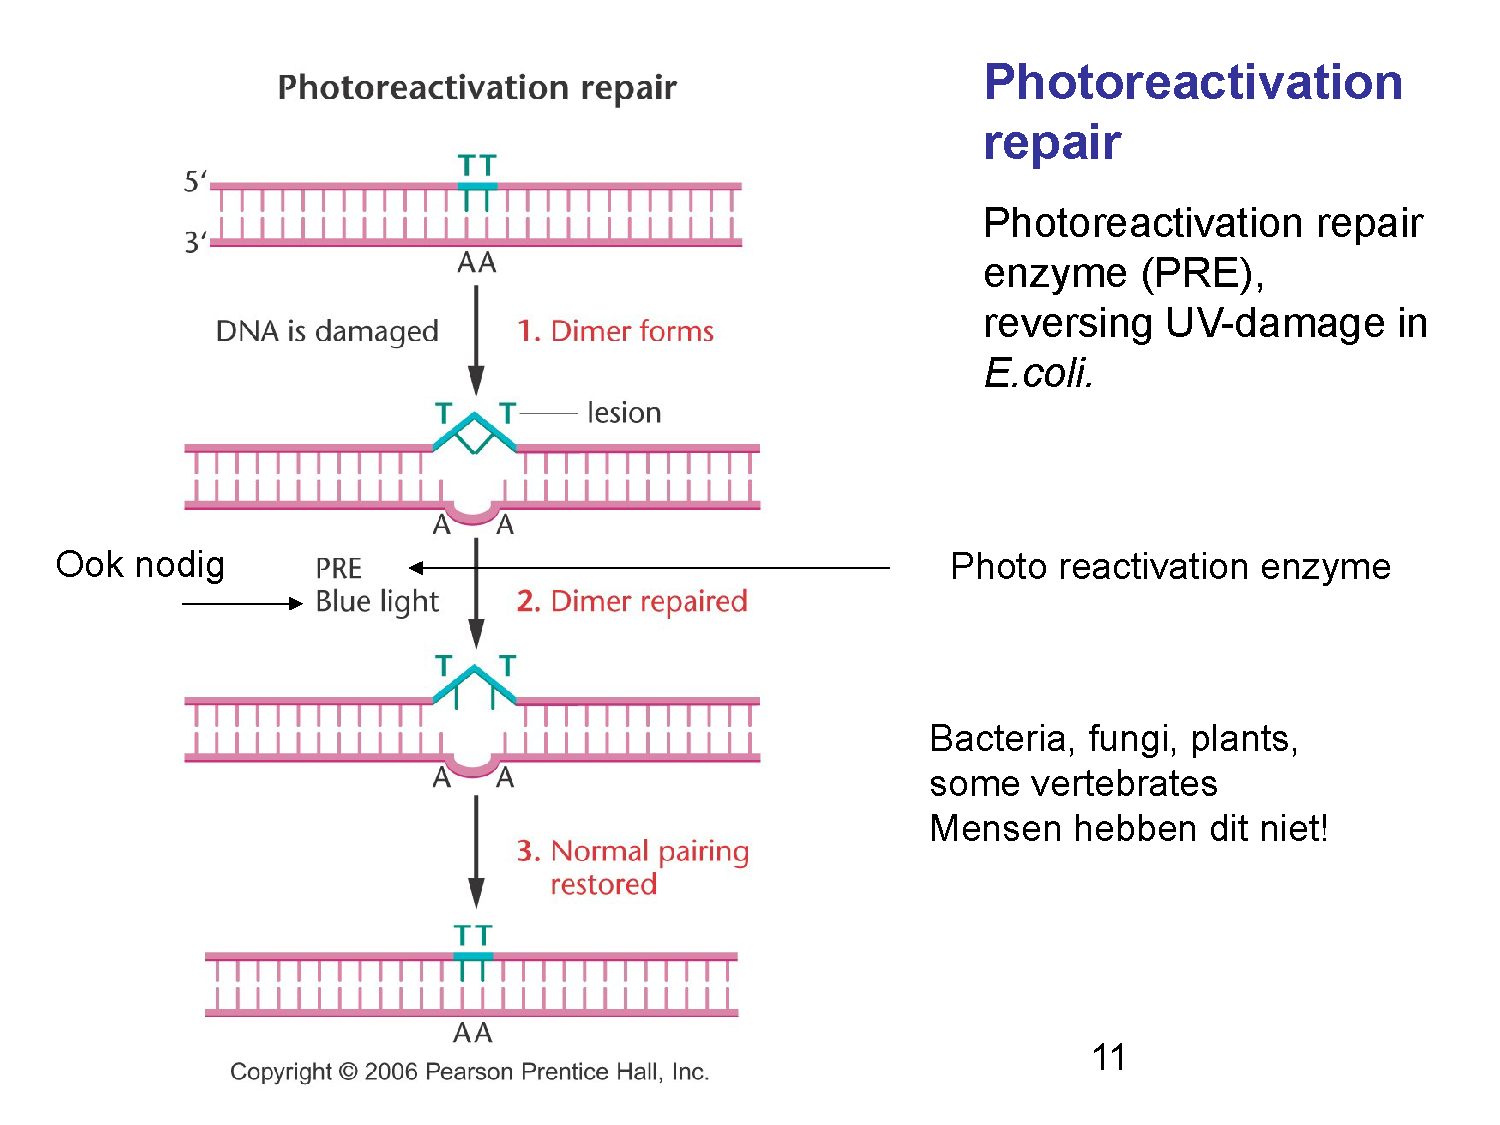 Photoreactivation repair
5‘
TT
3‘
AA
DNA is damaged
1. Dimer forms
T T
lesion
A A
Ook nodig
PRE
Blue light
2. Dimer repaired
T T
A A
3. Normal pairing
restored
TT
AA
Copyright © 2006 Pearson Prentice Hall, Inc.
Photoreactivation
repair
Photoreactivation repair
enzyme (PRE),
reversing UV-damage in
E.coli.
Photo reactivation enzyme
Bacteria, fungi, plants,
some vertebrates
Mensen hebben dit niet!
11